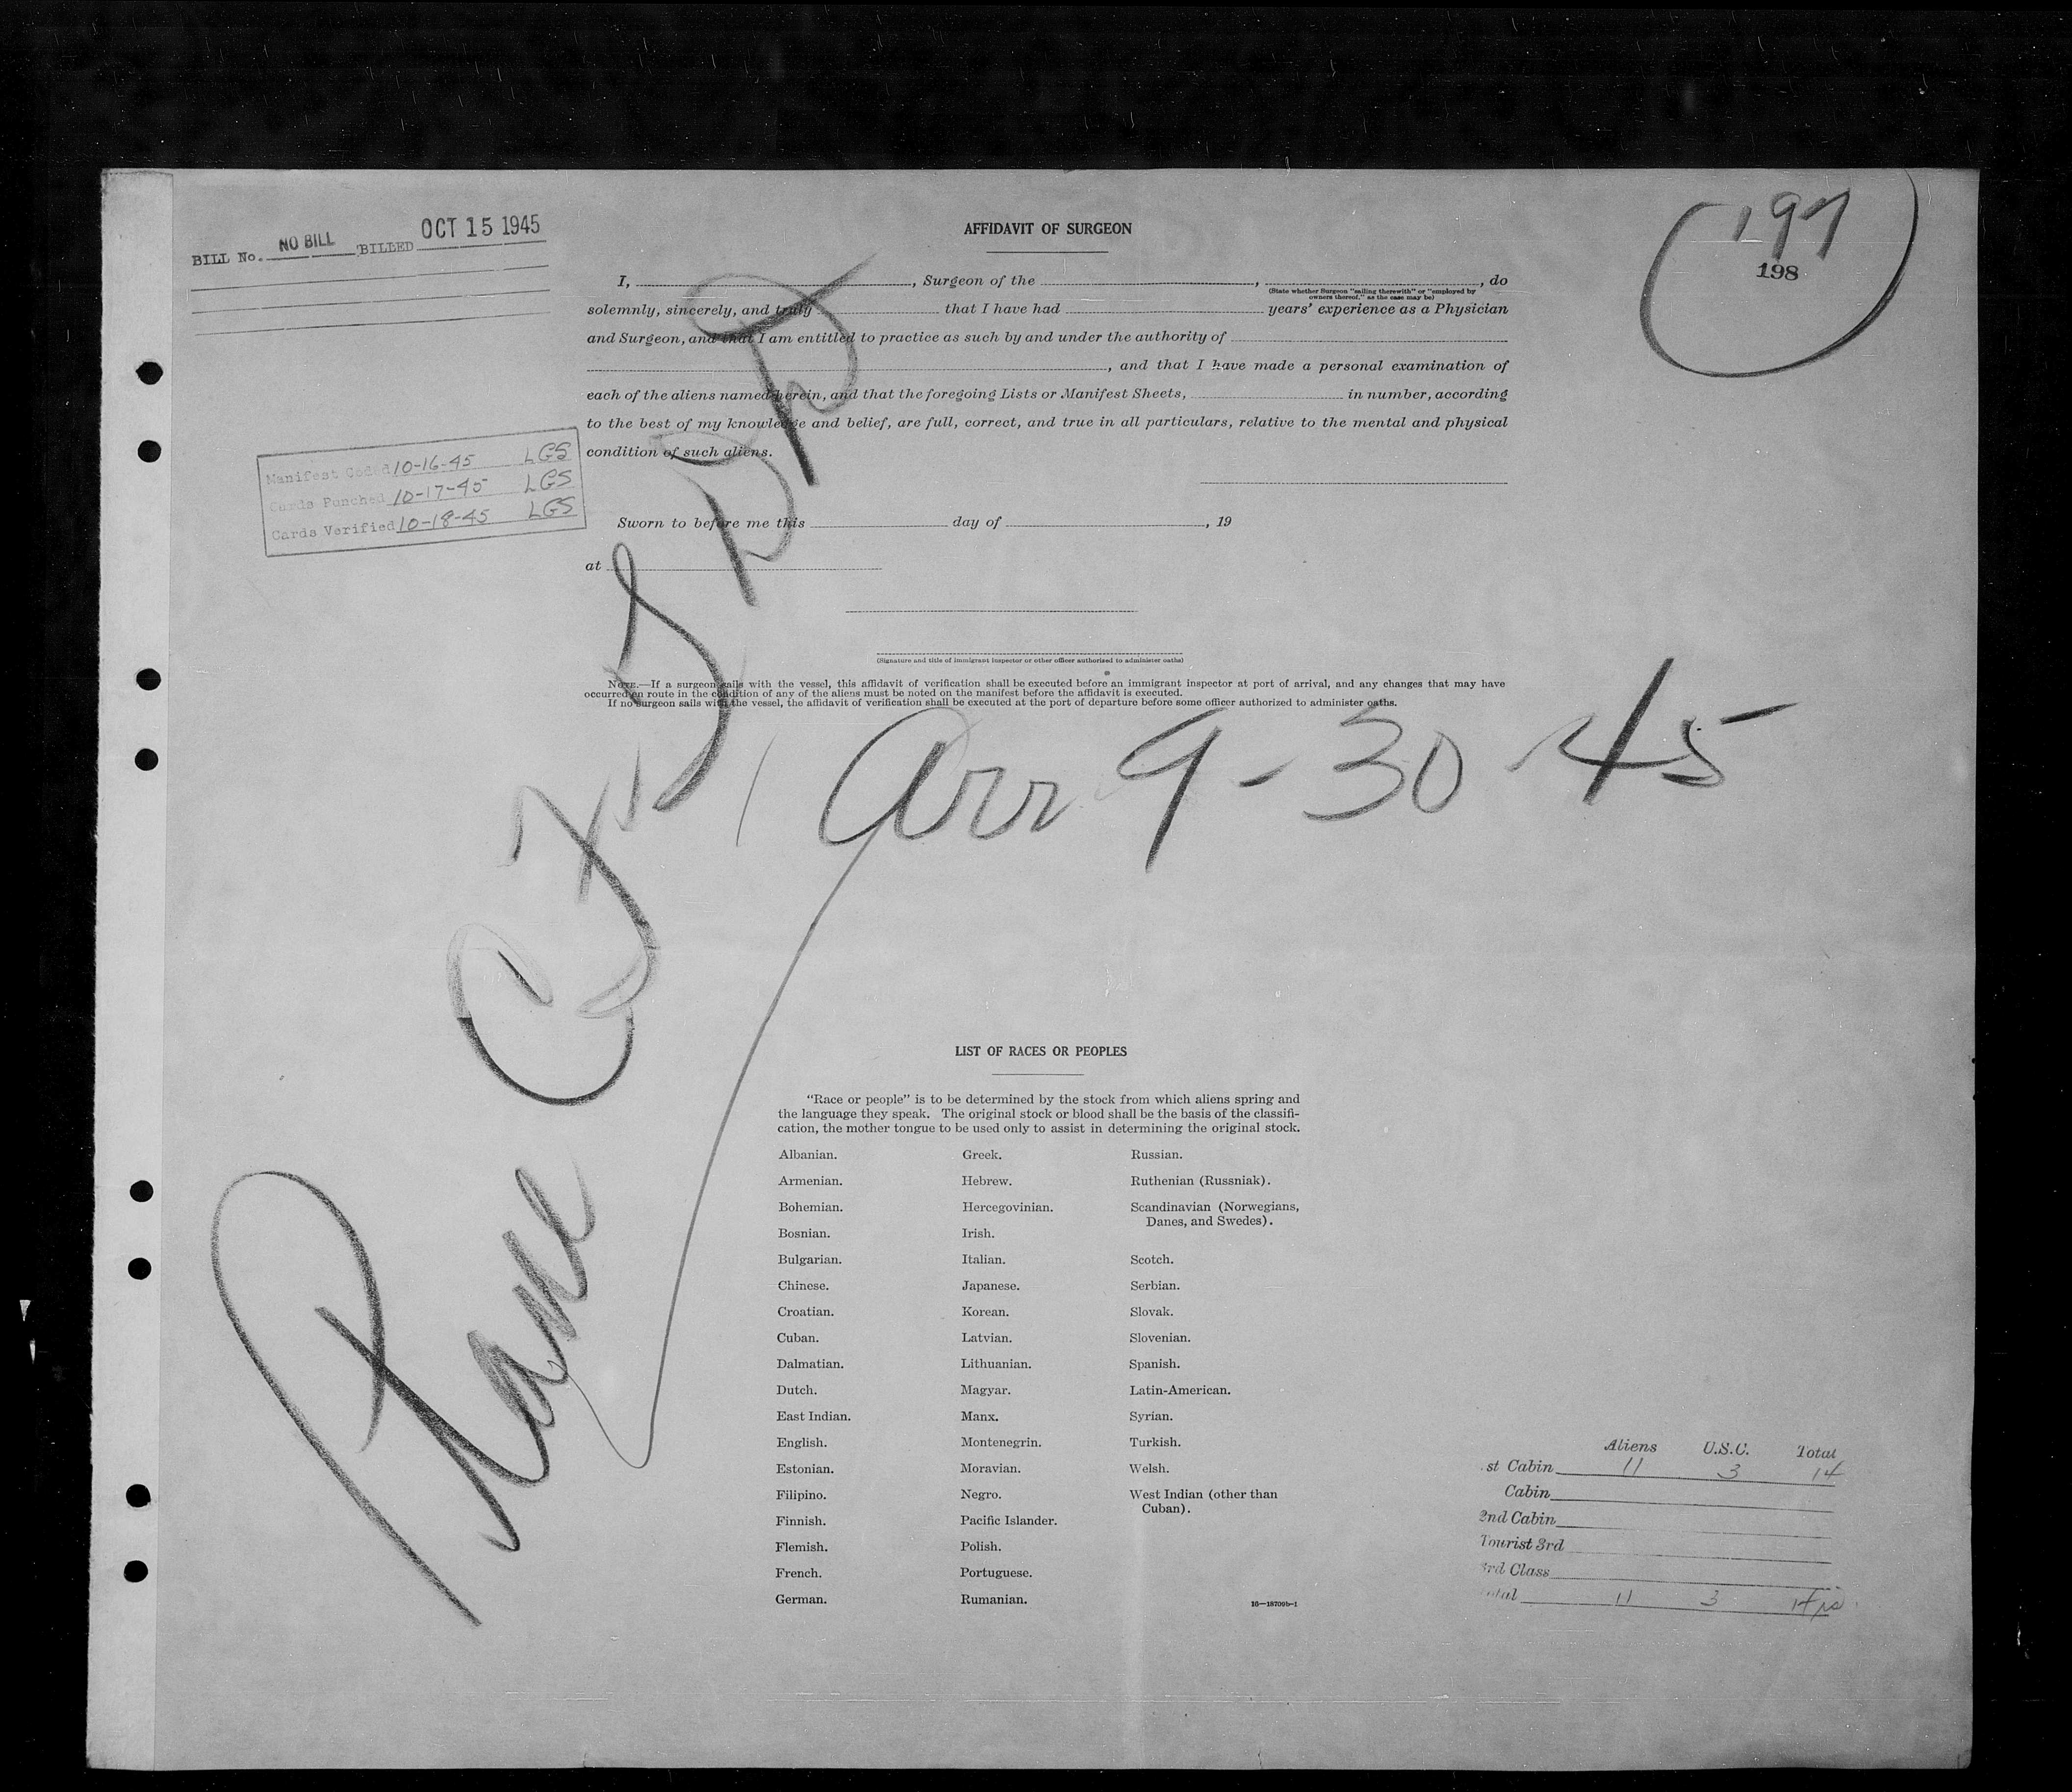 BILL No. NO BILL BILLED OCT 15 1945
197
198
AFFIDAVIT OF SURGEON
I, , Surgeon of the , , do
(State whether Surgeon "sailing therewith" or "employed by
owners thereof," as the case may be)
solemnly, sincerely, and truly that I have had years' experience as a Physician
and Surgeon, and that I am entitled to practice as such by and under the authority of
, and that I have made a personal examination of
each of the aliens named herein, and that the foregoing Lists or Manifest Sheets, in number, according
to the best of my knowledge and belief, are full, correct, and true in all particulars, relative to the mental and physical
condition of such aliens.
Manifest Coded 10-16-45 LGS
Cards Punched 10-17-45 LGS
Cards Verified 10-18-45 LGS
Sworn to before me this day of , 19
at
(Signature and title of immigrant inspector or other officer authorized to administer oaths)
NOTE.—If a surgeon sails with the vessel, this affidavit of verification shall be executed before an immigrant inspector at port of arrival, and any changes that may have
occurred en route in the condition of any of the aliens must be noted on the manifest before the affidavit is executed.
If no surgeon sails with the vessel, the affidavit of verification shall be executed at the port of departure before some officer authorized to administer oaths.
Plane
Arr 9-30-45
LIST OF RACES OR PEOPLES
"Race or people" is to be determined by the stock from which aliens spring and
the language they speak. The original stock or blood shall be the basis of the classifi-
cation, the mother tongue to be used only to assist in determining the original stock.
Albanian.
Armenian.
Bohemian.
Bosnian.
Bulgarian.
Chinese.
Croatian.
Cuban.
Dalmatian.
Dutch.
East Indian.
English.
Estonian.
Filipino.
Finnish.
Flemish.
French.
German.
Greek.
Hebrew.
Hercegovinian.
Irish.
Italian.
Japanese.
Korean.
Latvian.
Lithuanian.
Magyar.
Manx.
Montenegrin.
Moravian.
Negro.
Pacific Islander.
Polish.
Portuguese.
Rumanian.
Russian.
Ruthenian (Russniak).
Scandinavian (Norwegians,
Danes, and Swedes).
Scotch.
Serbian.
Slovak.
Slovenian.
Spanish.
Latin-American.
Syrian.
Turkish.
Welsh.
West Indian (other than
Cuban).
16—18709b-1
Aliens U.S.C. Total
st Cabin 11 3 14
Cabin
2nd Cabin
Tourist 3rd
3rd Class
otal 11 3 14